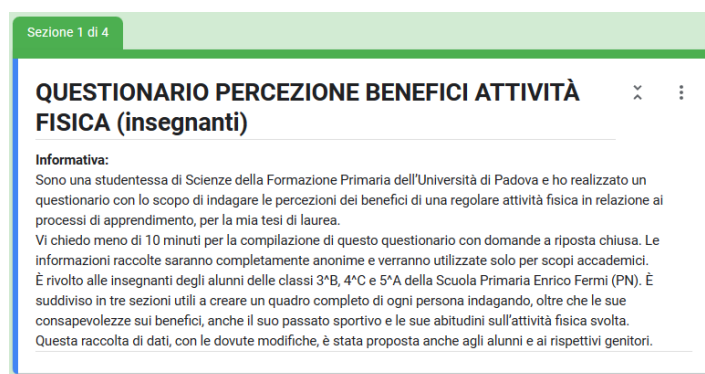 Sezione 1 di 4
QUESTIONARIO PERCEZIONE BENEFICI ATTIVITÀ
FISICA (insegnanti)
Informativa:
Sono una studentessa di Scienze della Formazione Primaria dell'Università di Padova e ho realizzato un
questionario con lo scopo di indagare le percezioni dei benefici di una regolare attività fisica in relazione ai
processi di apprendimento, per la mia tesi di laurea.
Vi chiedo meno di 10 minuti per la compilazione di questo questionario con domande a riposta chiusa. Le
informazioni raccolte saranno completamente anonime e verranno utilizzate solo per scopi accademici.
È rivolto alle insegnanti degli alunni delle classi 3^B, 4^C e 5^A della Scuola Primaria Enrico Fermi (PN). È
suddiviso in tre sezioni utili a creare un quadro completo di ogni persona indagando, oltre che le sue
consapevolezze sui benefici, anche il suo passato sportivo e le sue abitudini sull'attività fisica svolta.
Questa raccolta di dati, con le dovute modifiche, è stata proposta anche agli alunni e ai rispettivi genitori.